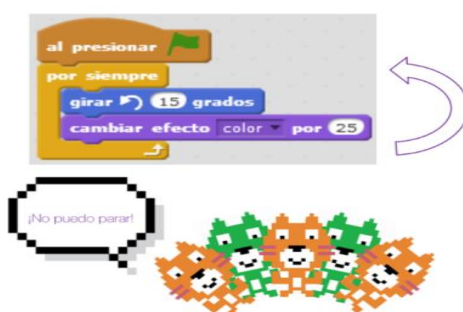 al presionar
por siempre
girar 15 grados
cambiar efecto color por 25
¡No puedo parar!